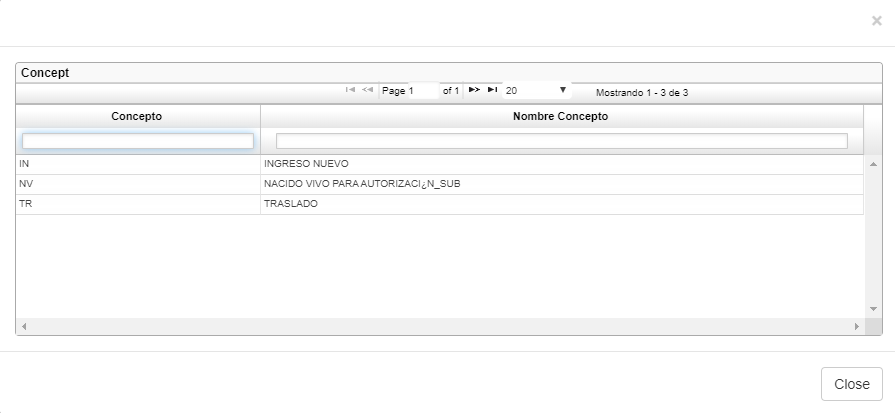 ×
Concept
Page 1 of 1 20 Mostrando 1 - 3 de 3
Concepto Nombre Concepto
IN INGRESO NUEVO
NV NACIDO VIVO PARA AUTORIZACI¿N_SUB
TR TRASLADO
Close